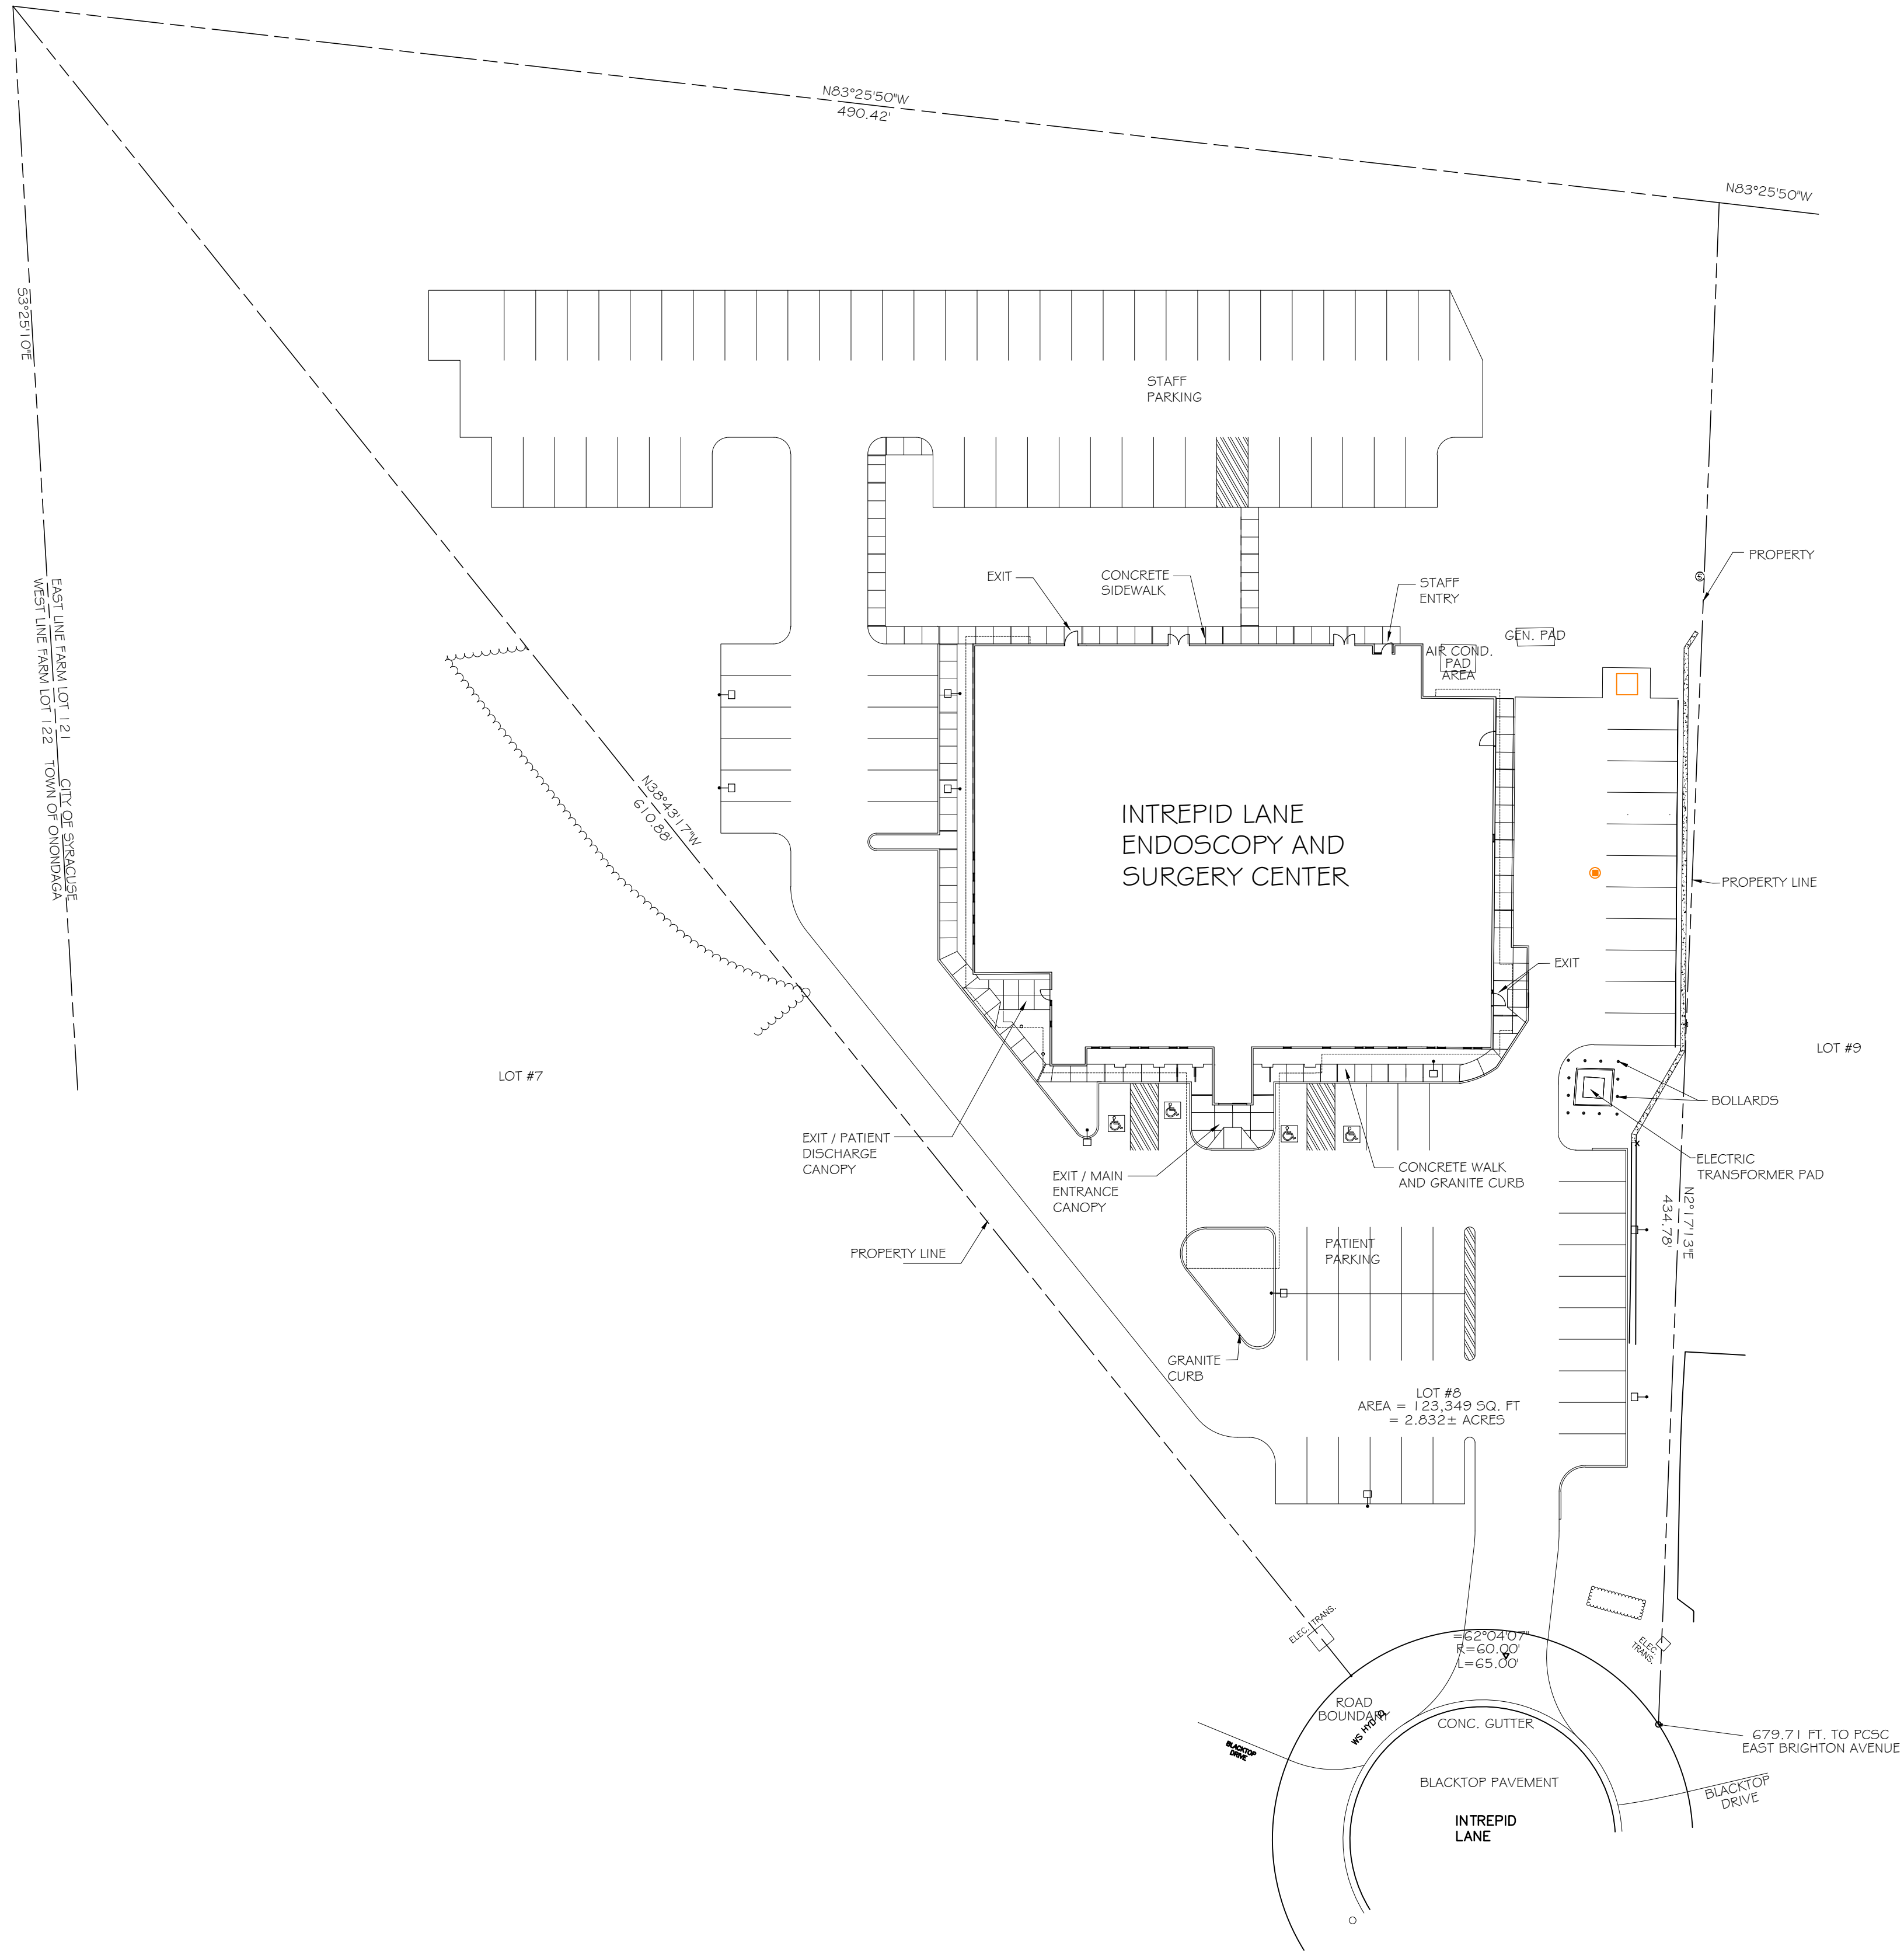 N83°25'50"W
490.42'
N83°25'50"W
S3°25'10"E
STAFF
PARKING
PROPERTY
EXIT
CONCRETE
SIDEWALK
STAFF
ENTRY
GEN. PAD
AIR COND.
PAD
AREA
EAST LINE FARM LOT 121 CITY OF SYRACUSE
WEST LINE FARM LOT 122 TOWN OF ONONDAGA
N38°43'17"W
610.88'
INTREPID LANE
ENDOSCOPY AND
SURGERY CENTER
PROPERTY LINE
EXIT
LOT #9
LOT #7
BOLLARDS
EXIT / PATIENT
DISCHARGE
CANOPY
EXIT / MAIN
ENTRANCE
CANOPY
CONCRETE WALK
AND GRANITE CURB
ELECTRIC
TRANSFORMER PAD
N2°17'13"E
434.78'
PROPERTY LINE
PATIENT
PARKING
GRANITE
CURB
LOT #8
AREA = 123,349 SQ. FT
= 2.832± ACRES
ELEC. TRANS.
=62°04'07"
R=60.00'
L=65.00'
ELEC.
TRANS.
ROAD
BOUNDARY
WS HYD
CONC. GUTTER
BLACKTOP
DRIVE
679.71 FT. TO PCSC
EAST BRIGHTON AVENUE
BLACKTOP PAVEMENT
BLACKTOP
DRIVE
INTREPID
LANE